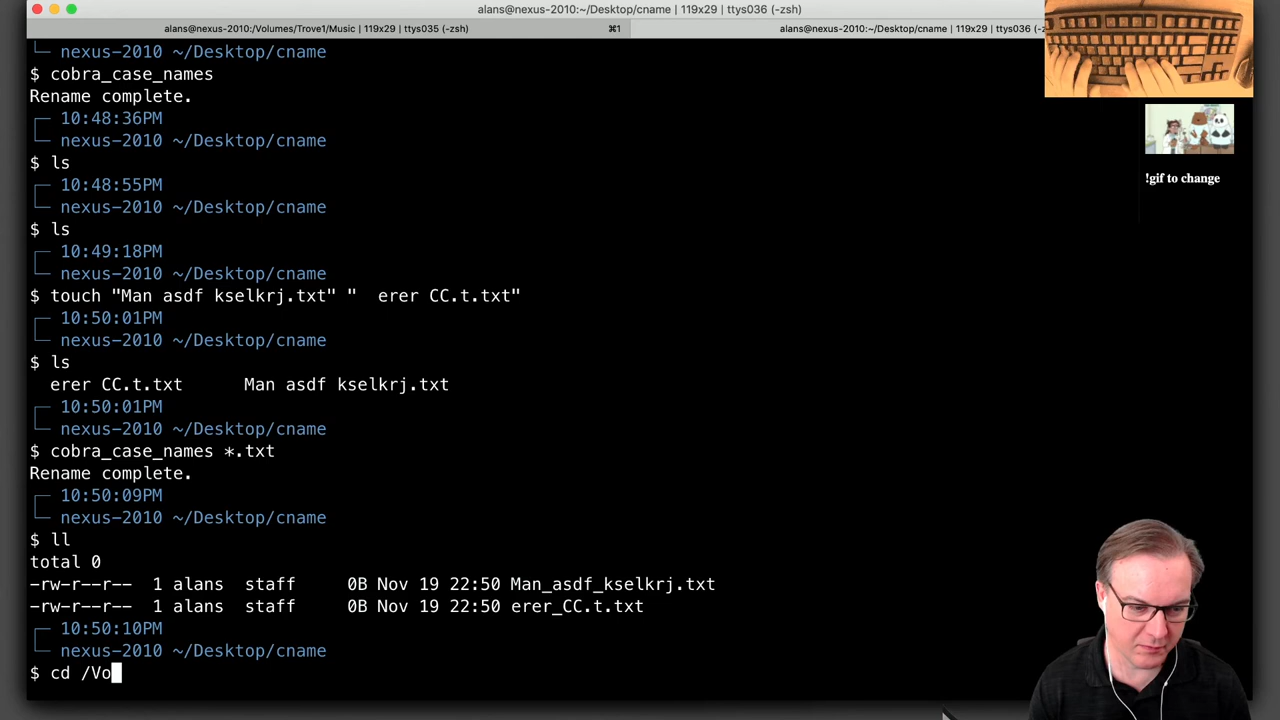 alans@nexus-2010:~/Desktop/cname | 119x29 | ttys036 (-zsh)
alans@nexus-2010:/Volumes/Trove1/Music | 119x29 | ttys035 (-zsh) ⌘1 alans@nexus-2010:~/Desktop/cname | 119x29 | ttys036 (-zsh)
nexus-2010 ~/Desktop/cname
$ cobra_case_names
Rename complete.
10:48:36PM
nexus-2010 ~/Desktop/cname
$ ls
10:48:55PM
nexus-2010 ~/Desktop/cname
$ ls
10:49:18PM
nexus-2010 ~/Desktop/cname
$ touch "Man asdf kselkrj.txt" "  erer CC.t.txt"
10:50:01PM
nexus-2010 ~/Desktop/cname
$ ls
  erer CC.t.txt      Man asdf kselkrj.txt
10:50:01PM
nexus-2010 ~/Desktop/cname
$ cobra_case_names *.txt
Rename complete.
10:50:09PM
nexus-2010 ~/Desktop/cname
$ ll
total 0
-rw-r--r--  1 alans  staff     0B Nov 19 22:50 Man_asdf_kselkrj.txt
-rw-r--r--  1 alans  staff     0B Nov 19 22:50 erer_CC.t.txt
10:50:10PM
nexus-2010 ~/Desktop/cname
$ cd /Vo
!gif to change